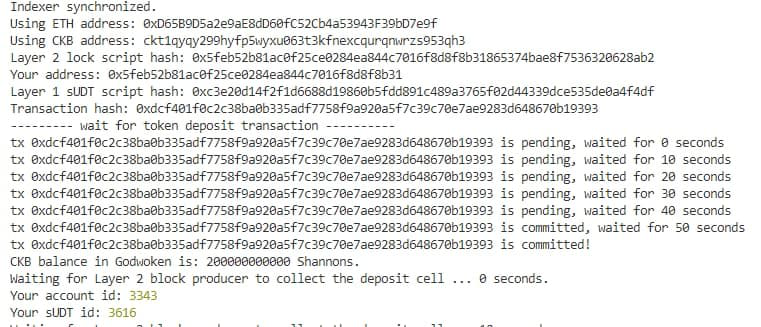 Indexer synchronized.
Using ETH address: 0xD65B9D5a2e9aE8dD60fC52Cb4a53943F39bD7e9f
Using CKB address: ckt1qyqy299hyfp5wyxu063t3kfnexcqurqnwrzs953qh3
Layer 2 lock script hash: 0x5feb52b81ac0f25ce0284ea844c7016f8d8f8b31865374bae8f7536320628ab2
Your address: 0x5feb52b81ac0f25ce0284ea844c7016f8d8f8b31
Layer 1 sUDT script hash: 0xc3e20d14f2f1d6688d19860b5fdd891c489a3765f02d44339dce535de0a4f4df
Transaction hash: 0xdcf401f0c2c38ba0b335adf7758f9a920a5f7c39c70e7ae9283d648670b19393
--------- wait for token deposit transaction ----------
tx 0xdcf401f0c2c38ba0b335adf7758f9a920a5f7c39c70e7ae9283d648670b19393 is pending, waited for 0 seconds
tx 0xdcf401f0c2c38ba0b335adf7758f9a920a5f7c39c70e7ae9283d648670b19393 is pending, waited for 10 seconds
tx 0xdcf401f0c2c38ba0b335adf7758f9a920a5f7c39c70e7ae9283d648670b19393 is pending, waited for 20 seconds
tx 0xdcf401f0c2c38ba0b335adf7758f9a920a5f7c39c70e7ae9283d648670b19393 is pending, waited for 30 seconds
tx 0xdcf401f0c2c38ba0b335adf7758f9a920a5f7c39c70e7ae9283d648670b19393 is pending, waited for 40 seconds
tx 0xdcf401f0c2c38ba0b335adf7758f9a920a5f7c39c70e7ae9283d648670b19393 is committed, waited for 50 seconds
tx 0xdcf401f0c2c38ba0b335adf7758f9a920a5f7c39c70e7ae9283d648670b19393 is committed!
CKB balance in Godwoken is: 200000000000 Shannons.
Waiting for Layer 2 block producer to collect the deposit cell ... 0 seconds.
Your account id: 3343
Your sUDT id: 3616